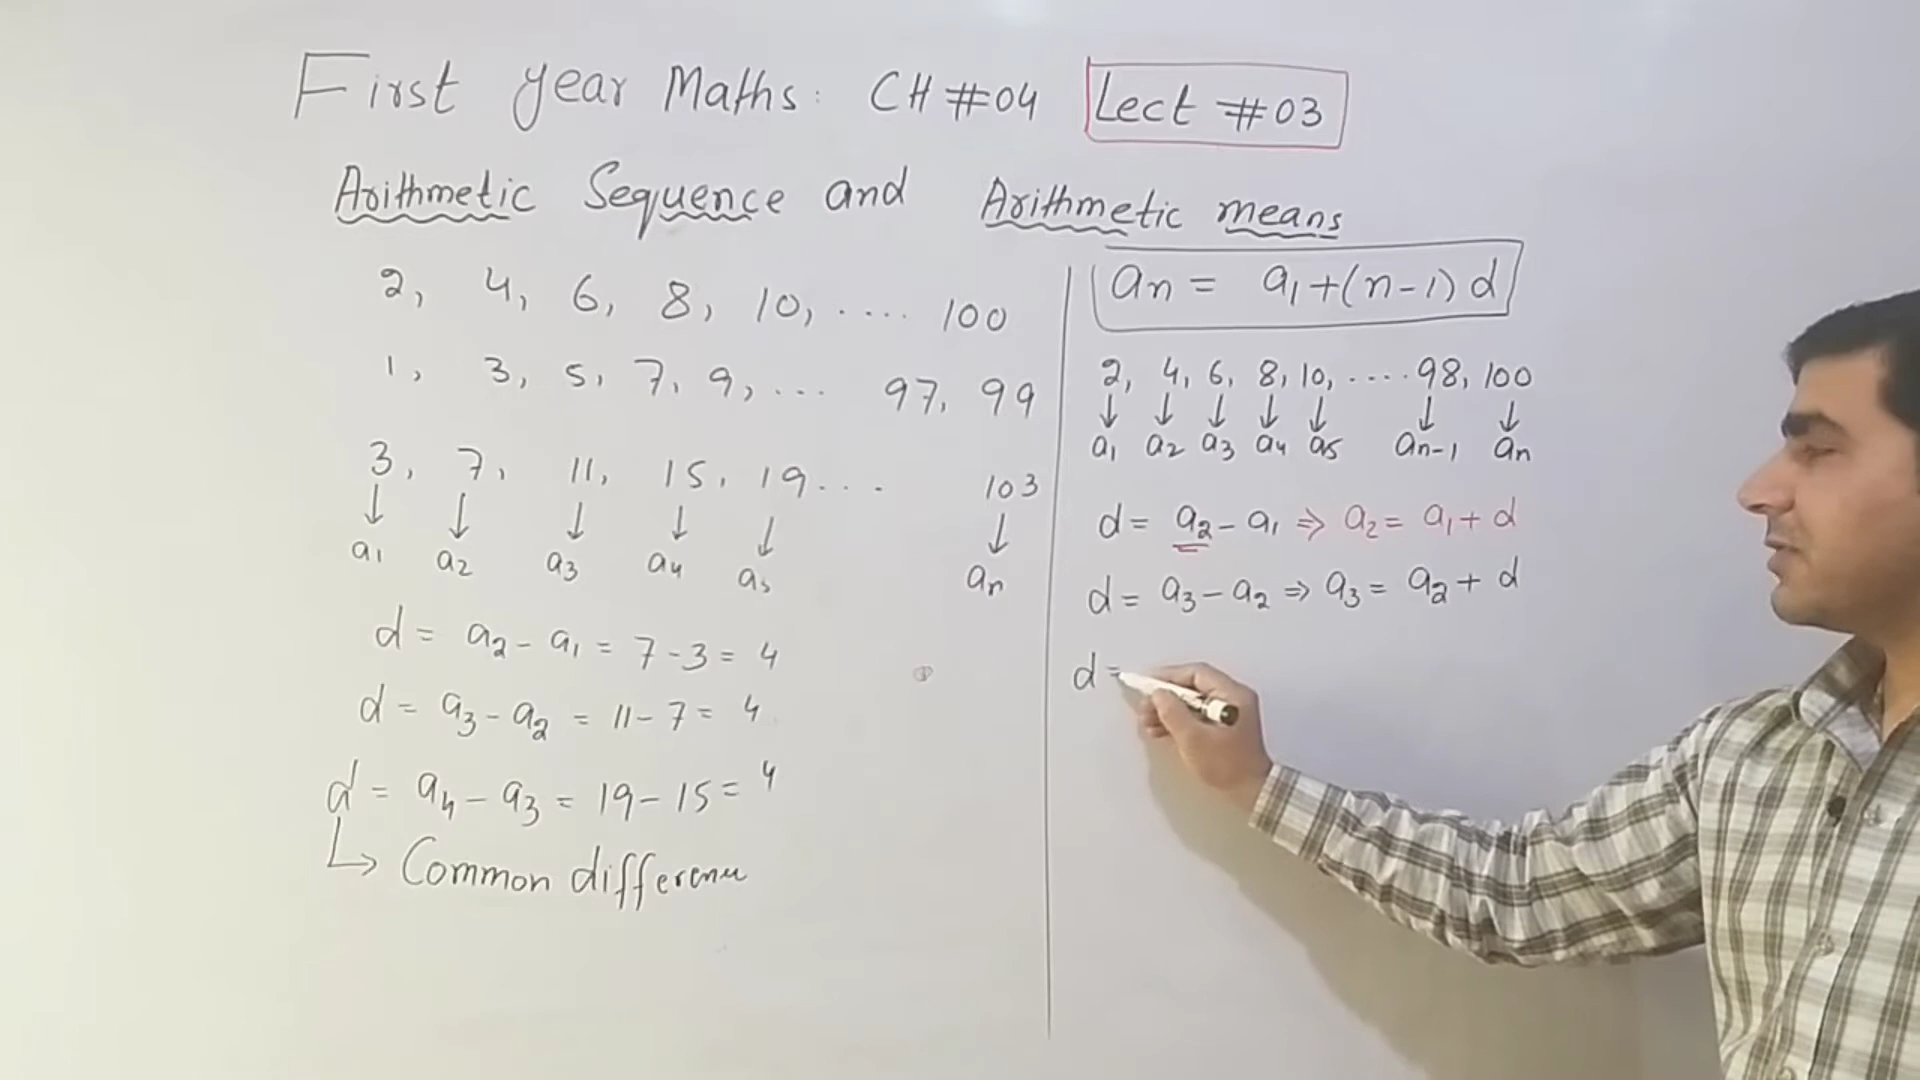 First year Maths: CH #04 Lect #03
Arithmetic Sequence and Arithmetic means
2, 4, 6, 8, 10, .... 100
1, 3, 5, 7, 9, ... 97, 99
3, 7, 11, 15, 19 ... 103
↓ ↓ ↓ ↓ ↓ ↓
a₁ a₂ a₃ a₄ a₅ aₙ
d = a₂ - a₁ = 7 - 3 = 4
d = a₃ - a₂ = 11 - 7 = 4
d = a₄ - a₃ = 19 - 15 = 4
↳ Common difference
aₙ = a₁ + (n-1) d
2, 4, 6, 8, 10, .... 98, 100
↓ ↓ ↓ ↓ ↓ ↓ ↓
a₁ a₂ a₃ a₄ a₅ aₙ₋₁ aₙ
d = a₂ - a₁ ⇒ a₂ = a₁ + d
d = a₃ - a₂ ⇒ a₃ = a₂ + d
d =